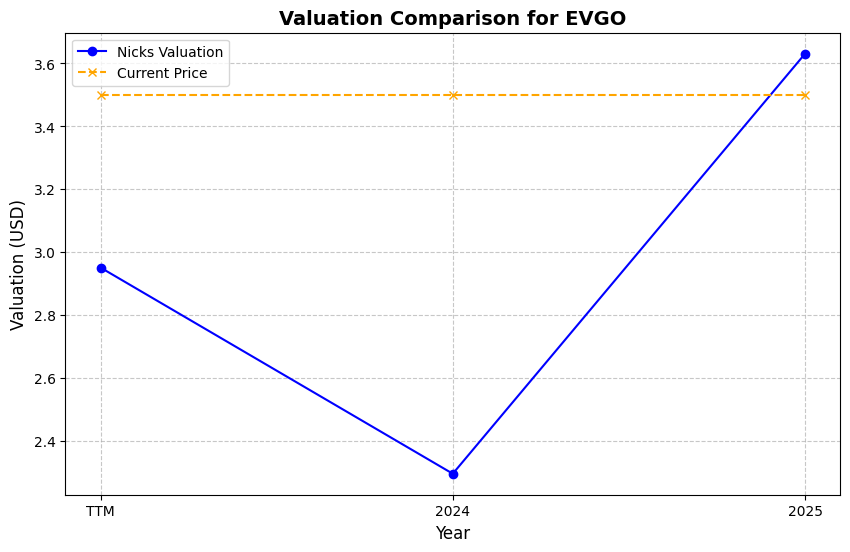 Valuation Comparison for EVGO
Nicks Valuation
Current Price
Valuation (USD)
3.6
3.4
3.2
3.0
2.8
2.6
2.4
TTM
2024
2025
Year